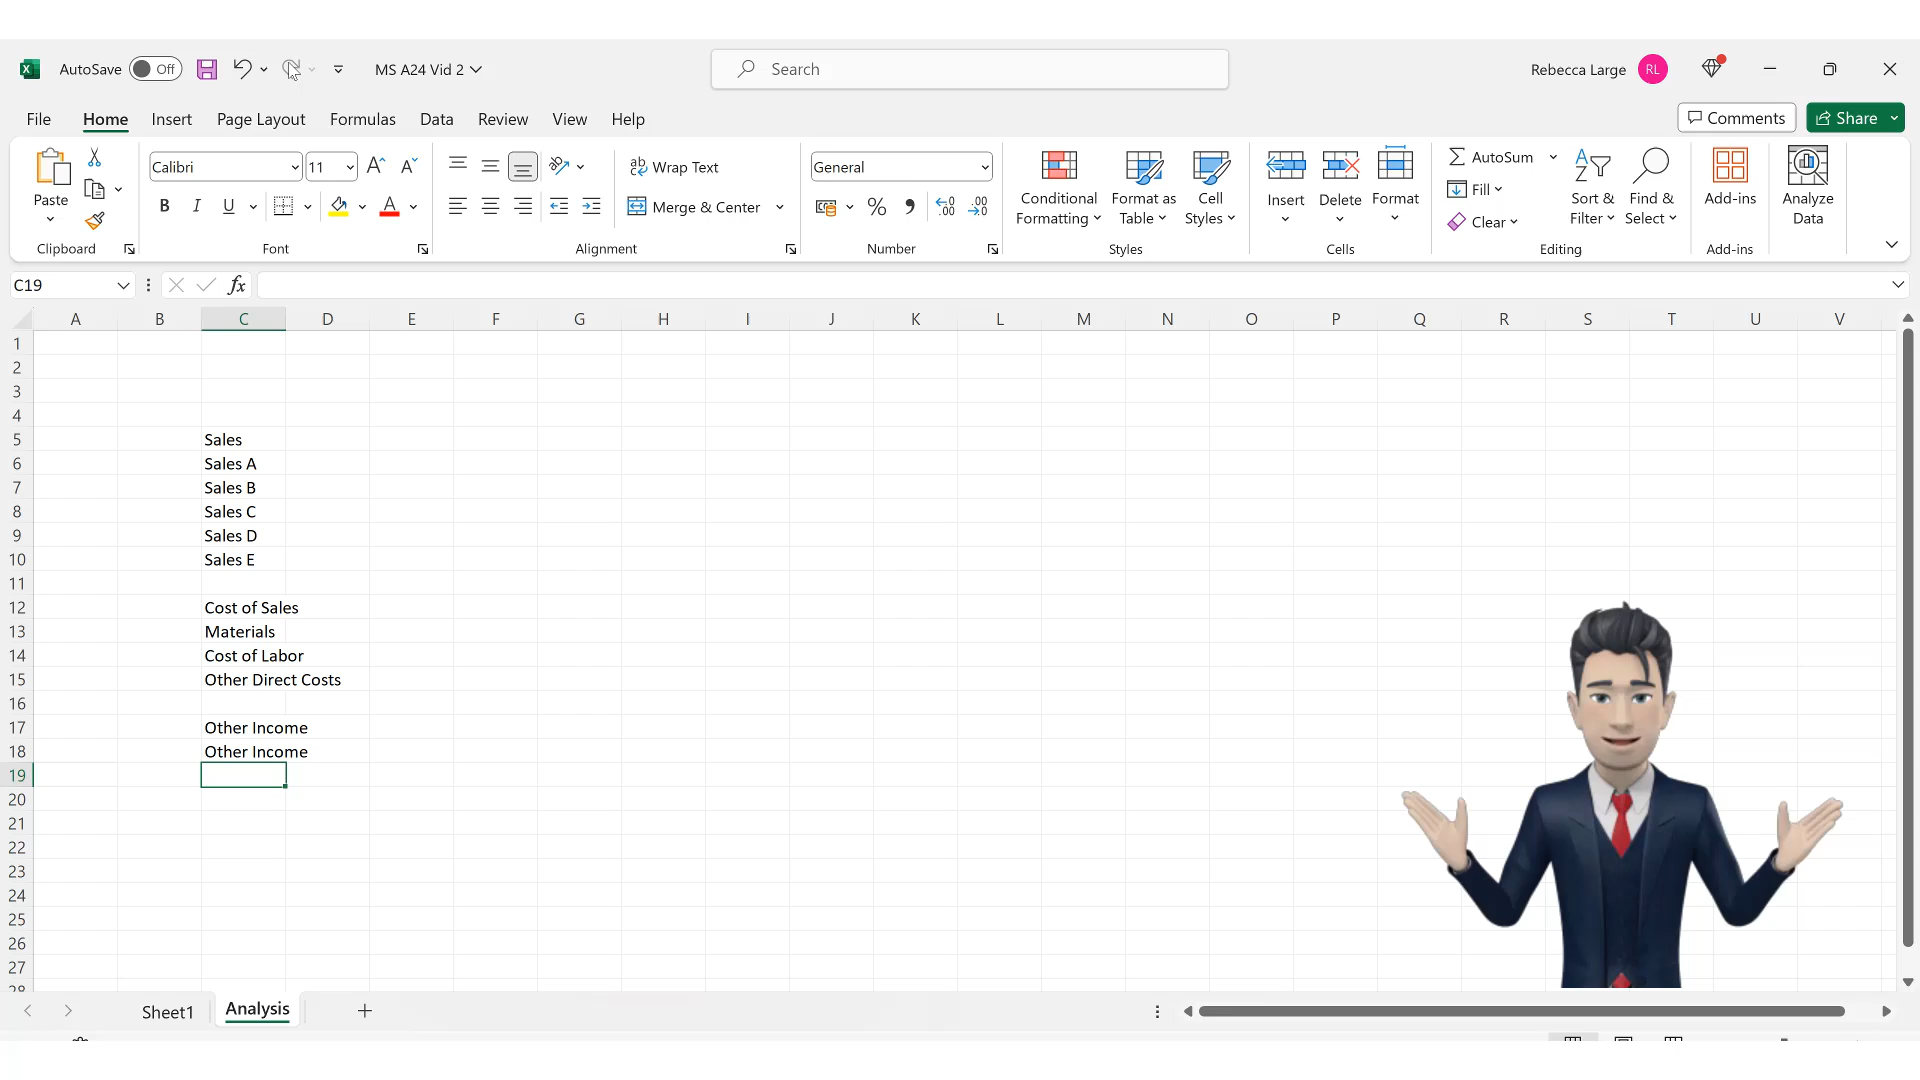 AutoSave Off MS A24 Vid 2 Search Rebecca Large RL
File Home Insert Page Layout Formulas Data Review View Help Comments Share
Paste
Clipboard
Calibri 11
B I U A
Font
Wrap Text
Merge & Center
Alignment
General
Number
Conditional Formatting
Format as Table
Cell Styles
Styles
Insert
Delete
Format
Cells
AutoSum
Fill
Clear
Sort & Filter
Find & Select
Editing
Add-ins
Add-ins
Analyze Data
C19 fx
A B C D E F G H I J K L M N O P Q R S T U V
1
2
3
4
5 Sales
6 Sales A
7 Sales B
8 Sales C
9 Sales D
10 Sales E
11
12 Cost of Sales
13 Materials
14 Cost of Labor
15 Other Direct Costs
16
17 Other Income
18 Other Income
19
20
21
22
23
24
25
26
27
28
Sheet1 Analysis